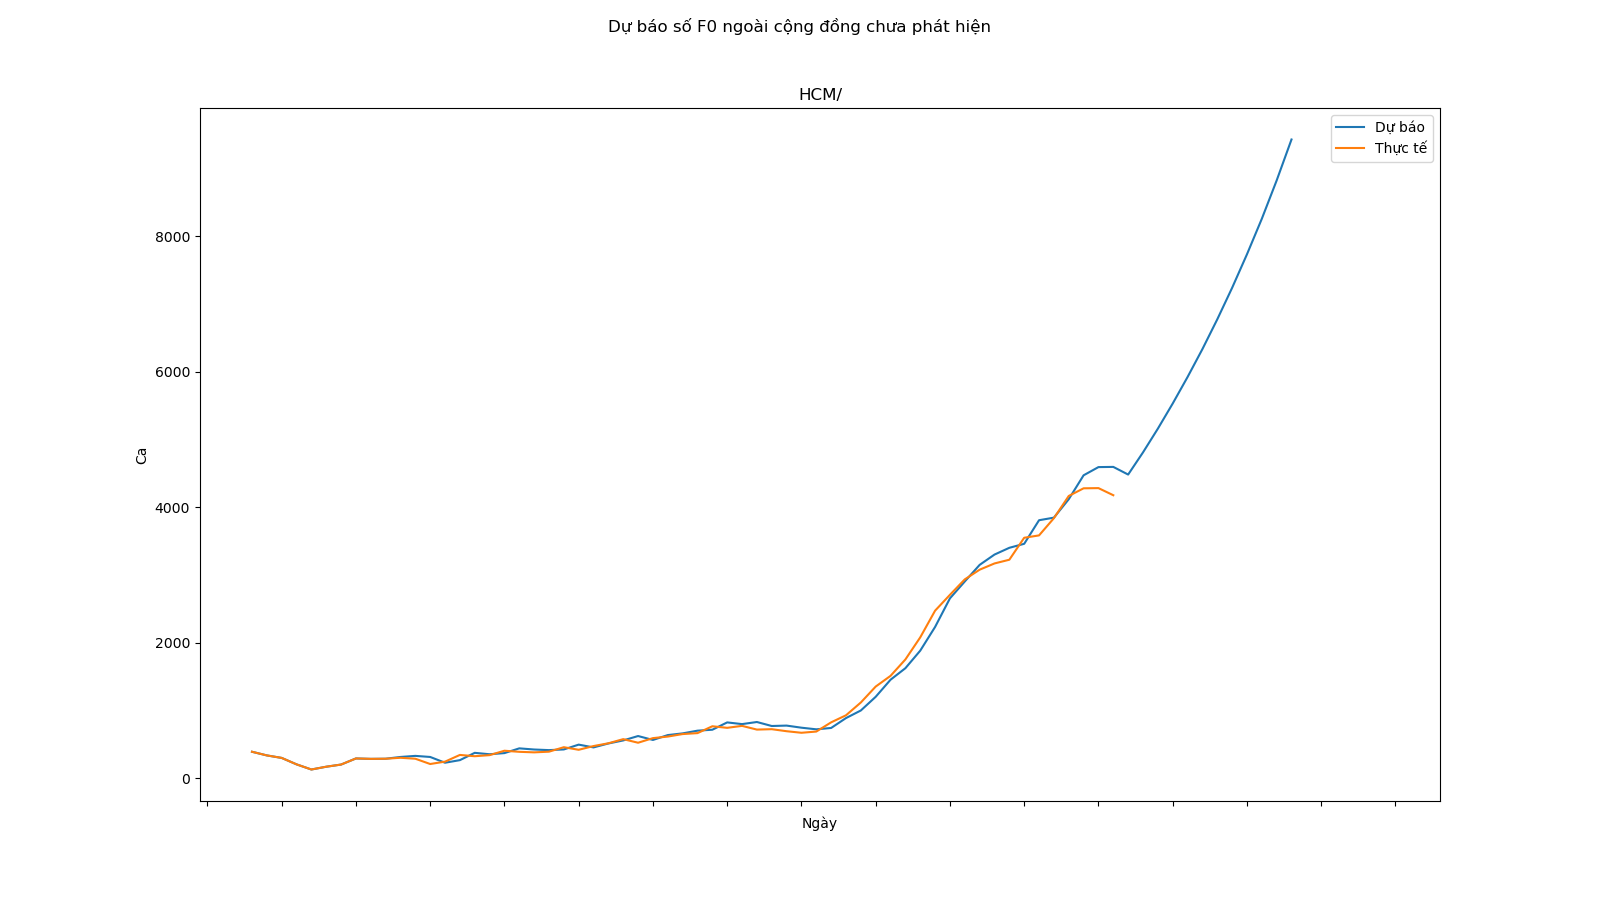 Dự báo số F0 ngoài cộng đồng chưa phát hiện
HCM/
Dự báo
Thực tế
8000
6000
4000
2000
0
Ca
Ngày